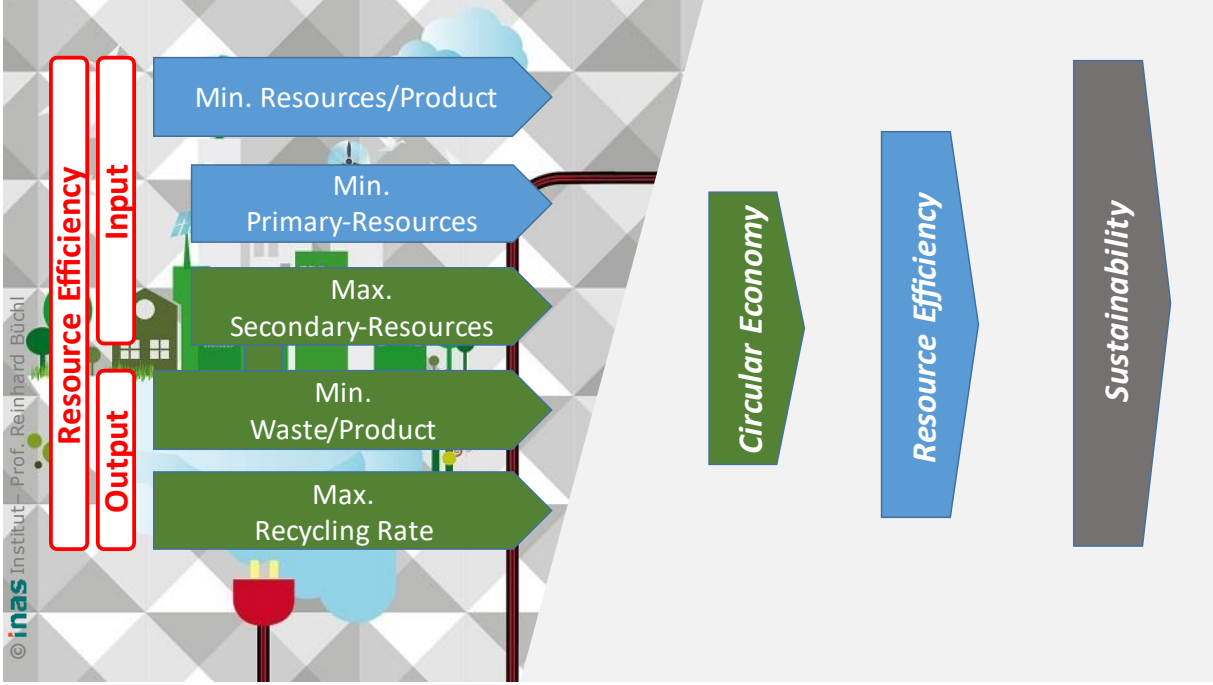 Resource Efficiency
Input
Output
Min. Resources/Product
Min.
Primary-Resources
Max.
Secondary-Resources
Min.
Waste/Product
Max.
Recycling Rate
Circular Economy
Resource Efficiency
Sustainability
© inas Institut– Prof. Reinhard Büchl